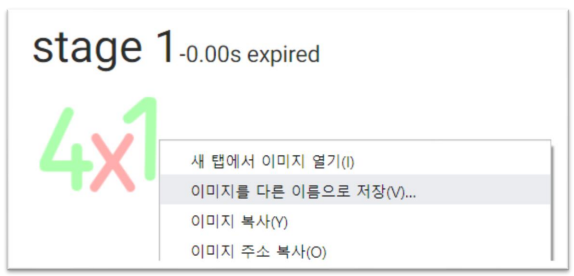 stage 1-0.00s expired
4x1
새 탭에서 이미지 열기(I)
이미지를 다른 이름으로 저장(V)...
이미지 복사(Y)
이미지 주소 복사(O)